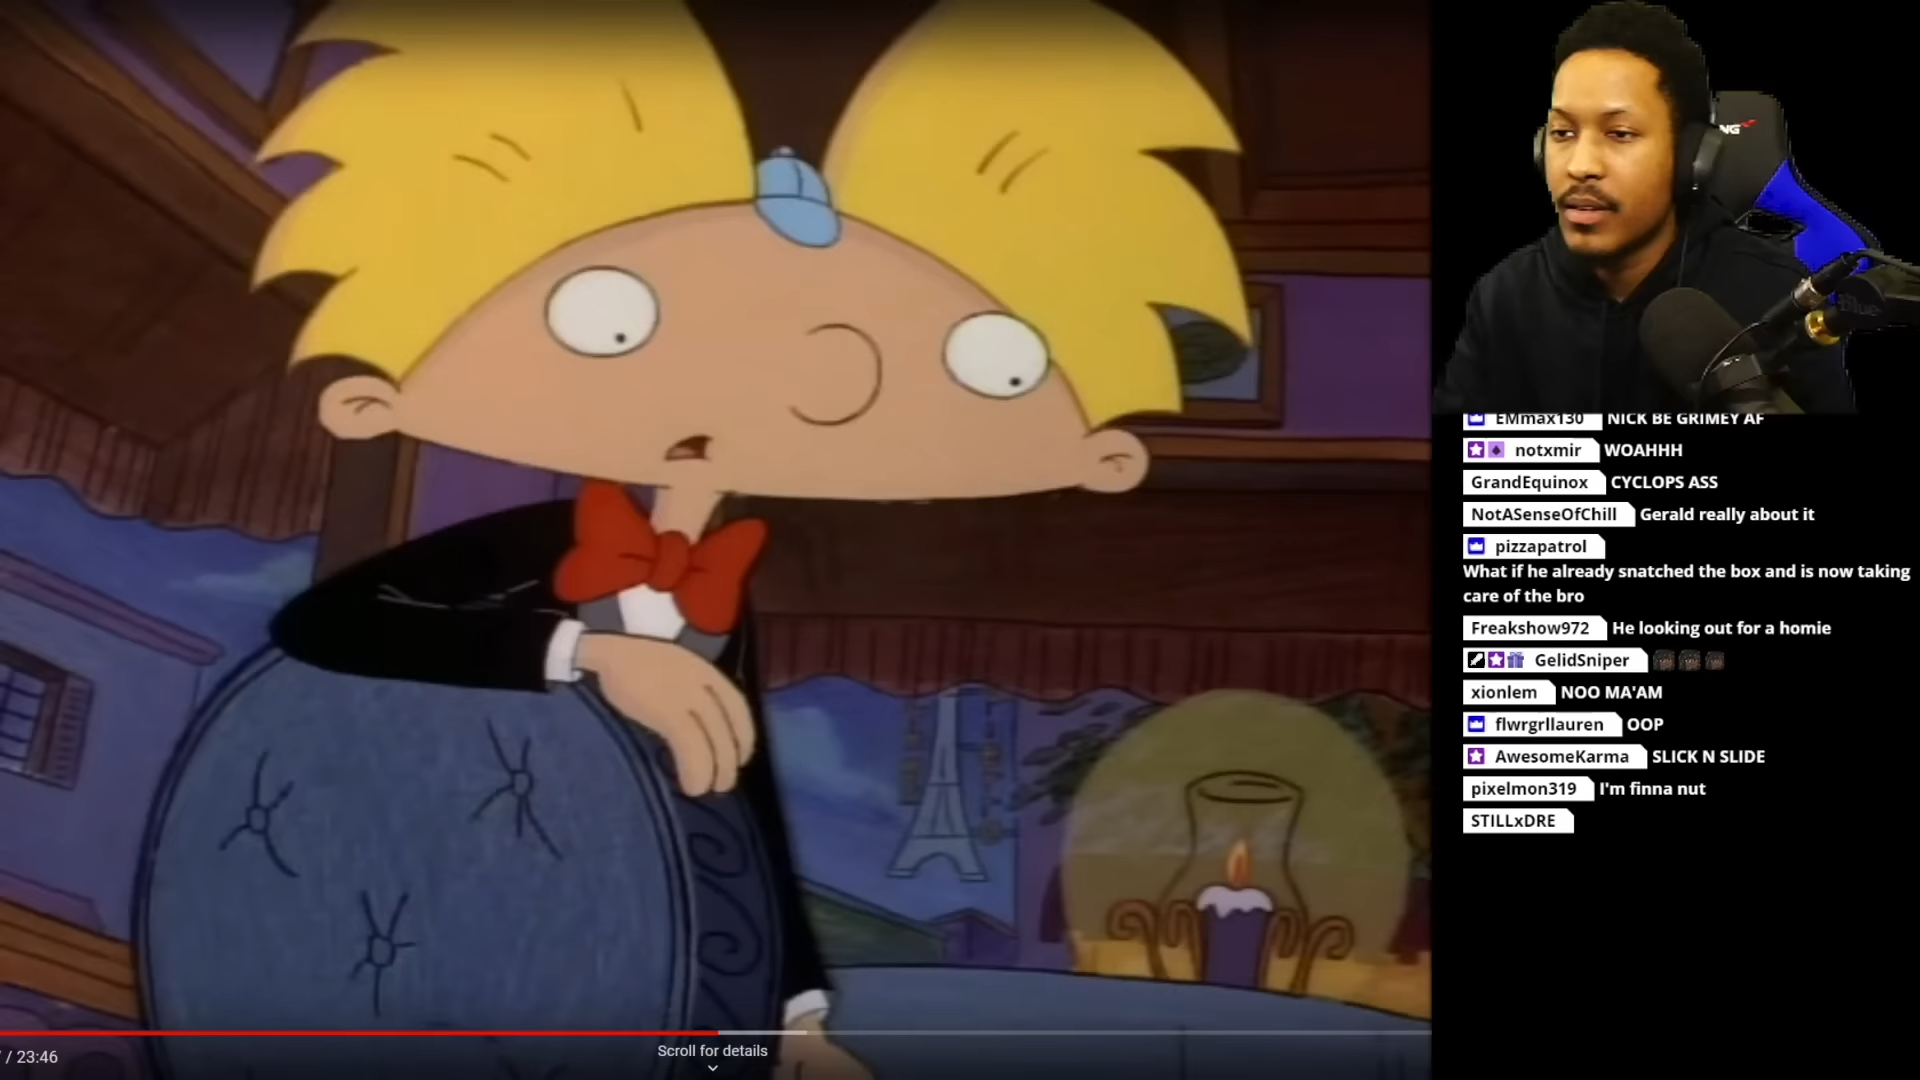 NG
EMmax130 NICK BE GRIMEY AF
notxmir WOAHHH
GrandEquinox CYCLOPS ASS
NotASenseOfChill Gerald really about it
pizzapatrol
What if he already snatched the box and is now taking
care of the bro
Freakshow972 He looking out for a homie
GelidSniper
xionlem NOO MA'AM
flwrgrllauren OOP
AwesomeKarma SLICK N SLIDE
pixelmon319 I'm finna nut
STILLxDRE
/ 23:46
Scroll for details